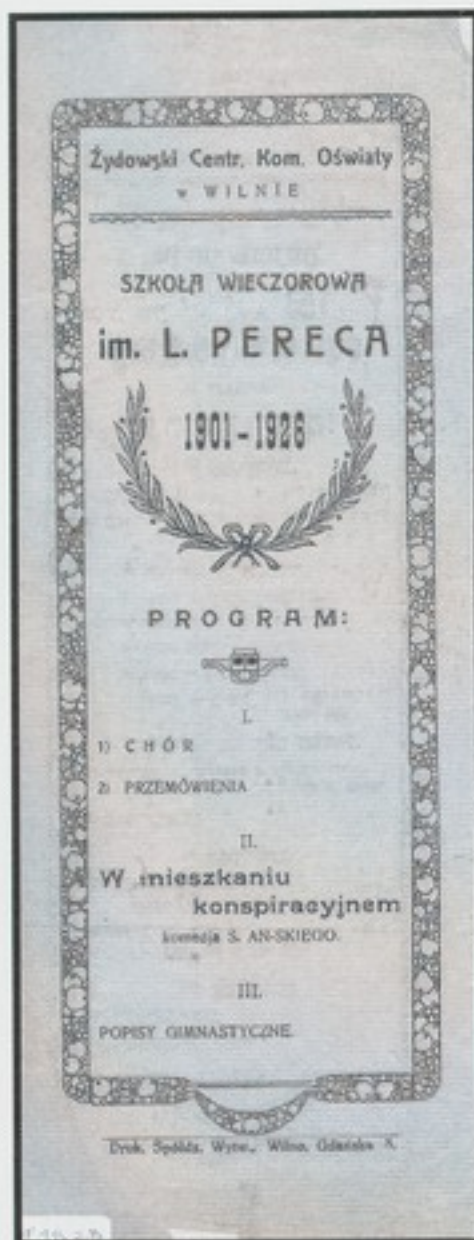 Żydowski Centr. Kom. Oświaty
w WILNIE
SZKOŁA WIECZOROWA
im. L. PERECA
1901-1926
PROGRAM:
I.
1) CHÓR
2) PRZEMÓWIENIA
II.
W mieszkaniu
konspiracyjnem
komedja S. AN-SKIEGO.
III.
POPISY GIMNASTYCZNE.
Druk. Spółdz. Wytw., Wilno, Gdańska